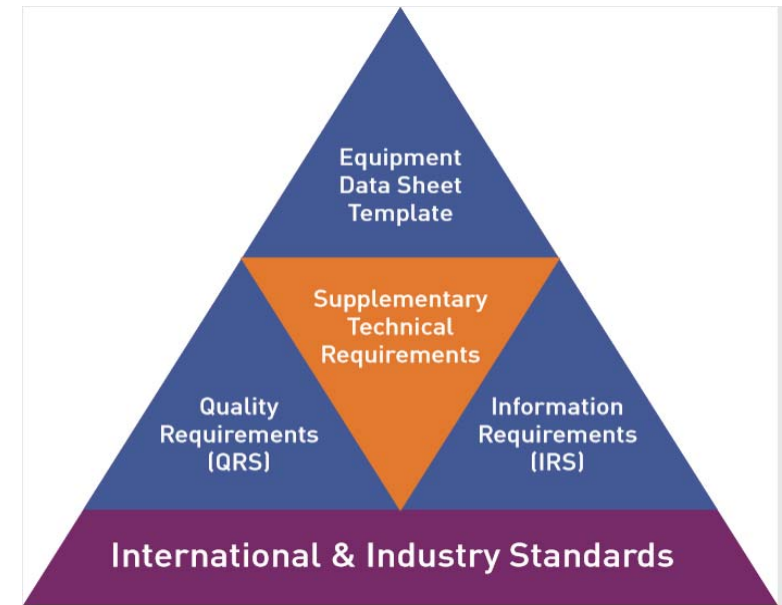 Equipment
Data Sheet
Template
Supplementary
Technical
Requirements
Quality
Requirements
(QRS)
Information
Requirements
(IRS)
International & Industry Standards